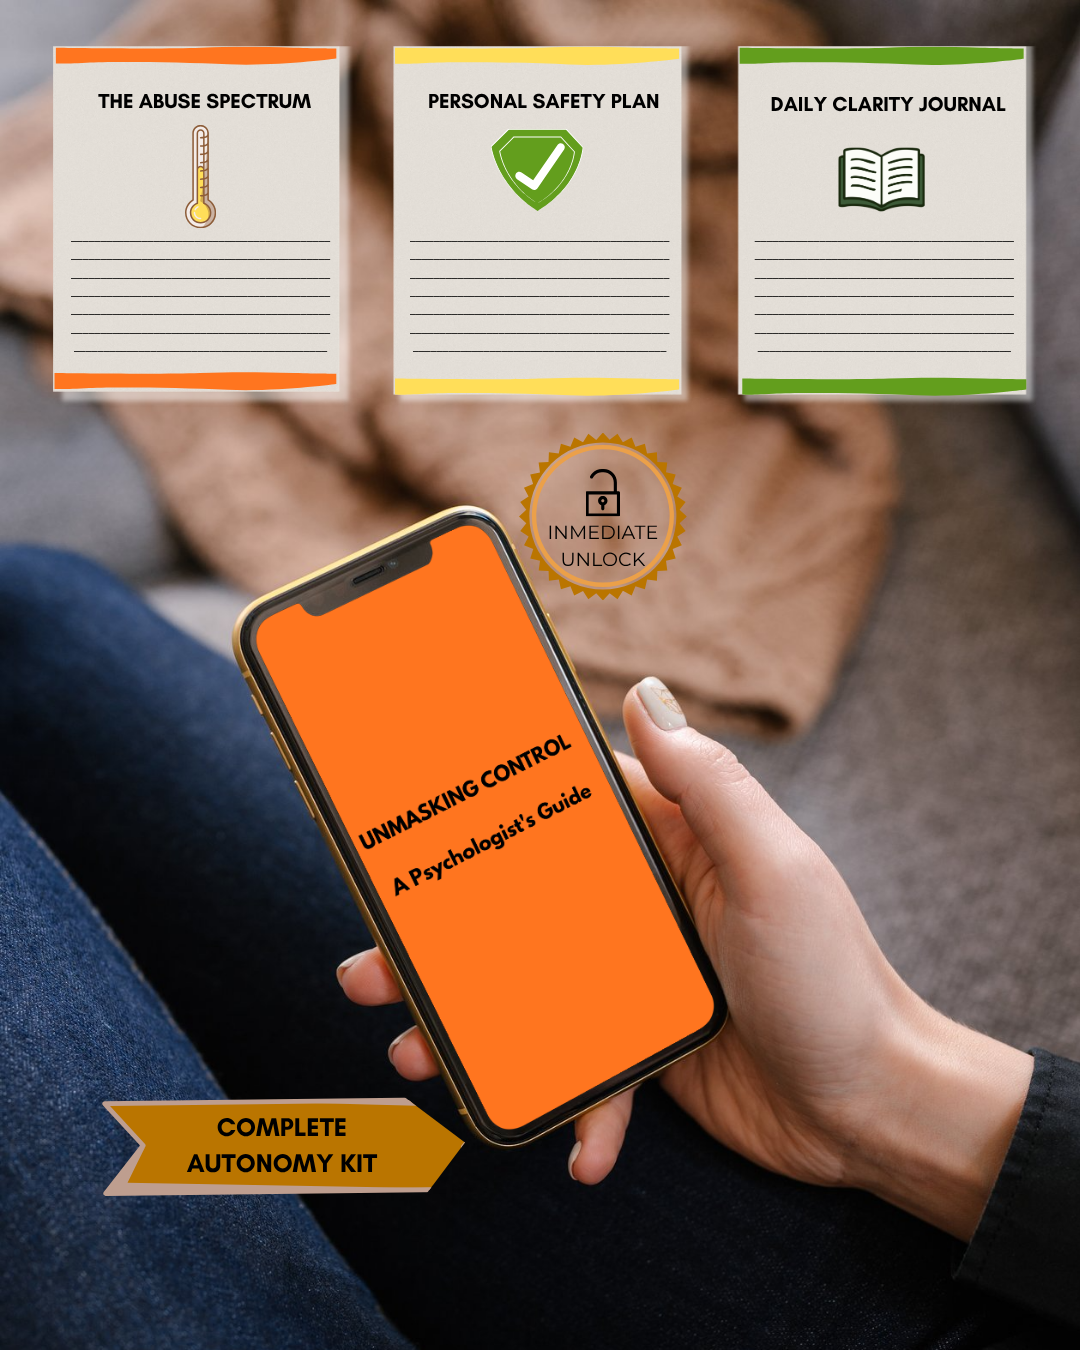 THE ABUSE SPECTRUM
PERSONAL SAFETY PLAN
DAILY CLARITY JOURNAL
INMEDIATE
UNLOCK
UNMASKING CONTROL
A Psychologist's Guide
COMPLETE
AUTONOMY KIT